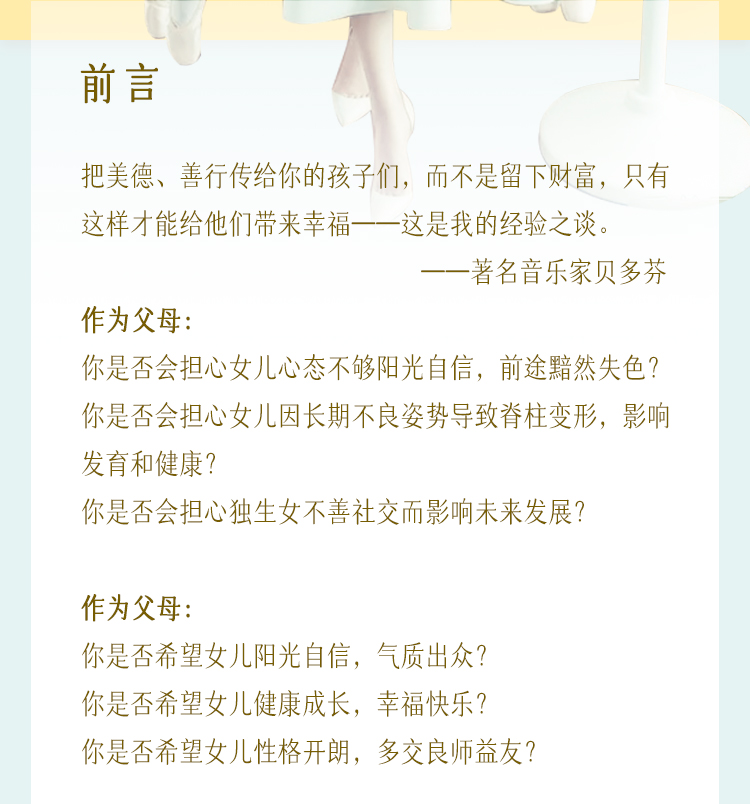 前言
把美德、善行传给你的孩子们，而不是留下财富，只有
这样才能给他们带来幸福——这是我的经验之谈。
——著名音乐家贝多芬
作为父母：
你是否会担心女儿心态不够阳光自信，前途黯然失色？
你是否会担心女儿因长期不良姿势导致脊柱变形，影响
发育和健康？
你是否会担心独生女不善社交而影响未来发展？
作为父母：
你是否希望女儿阳光自信，气质出众？
你是否希望女儿健康成长，幸福快乐？
你是否希望女儿性格开朗，多交良师益友？